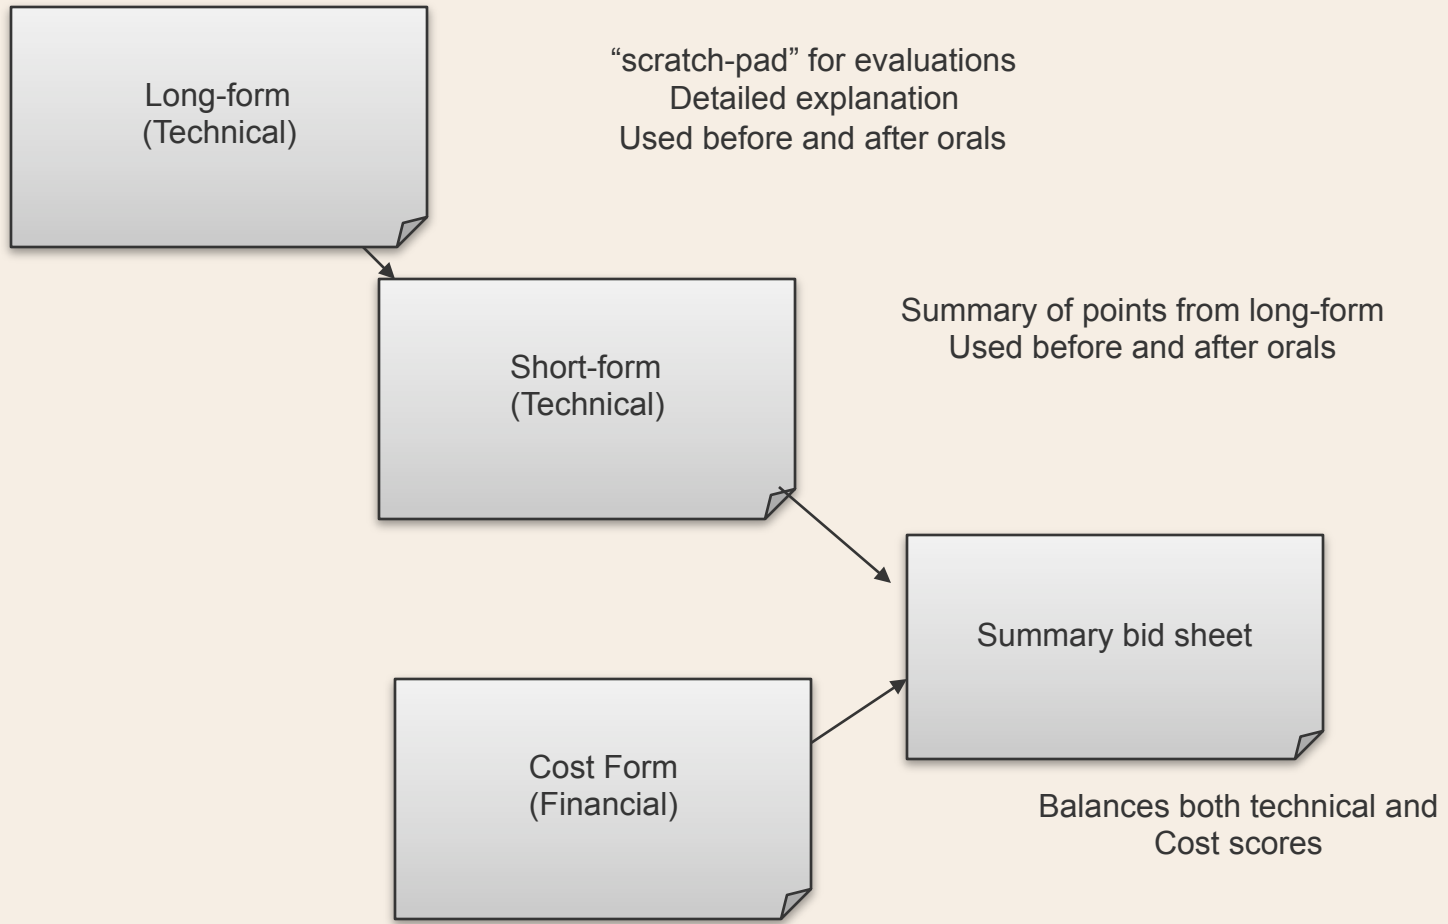 Long-form
(Technical)
“scratch-pad” for evaluations
Detailed explanation
Used before and after orals
Short-form
(Technical)
Summary of points from long-form
Used before and after orals
Summary bid sheet
Cost Form
(Financial)
Balances both technical and
Cost scores